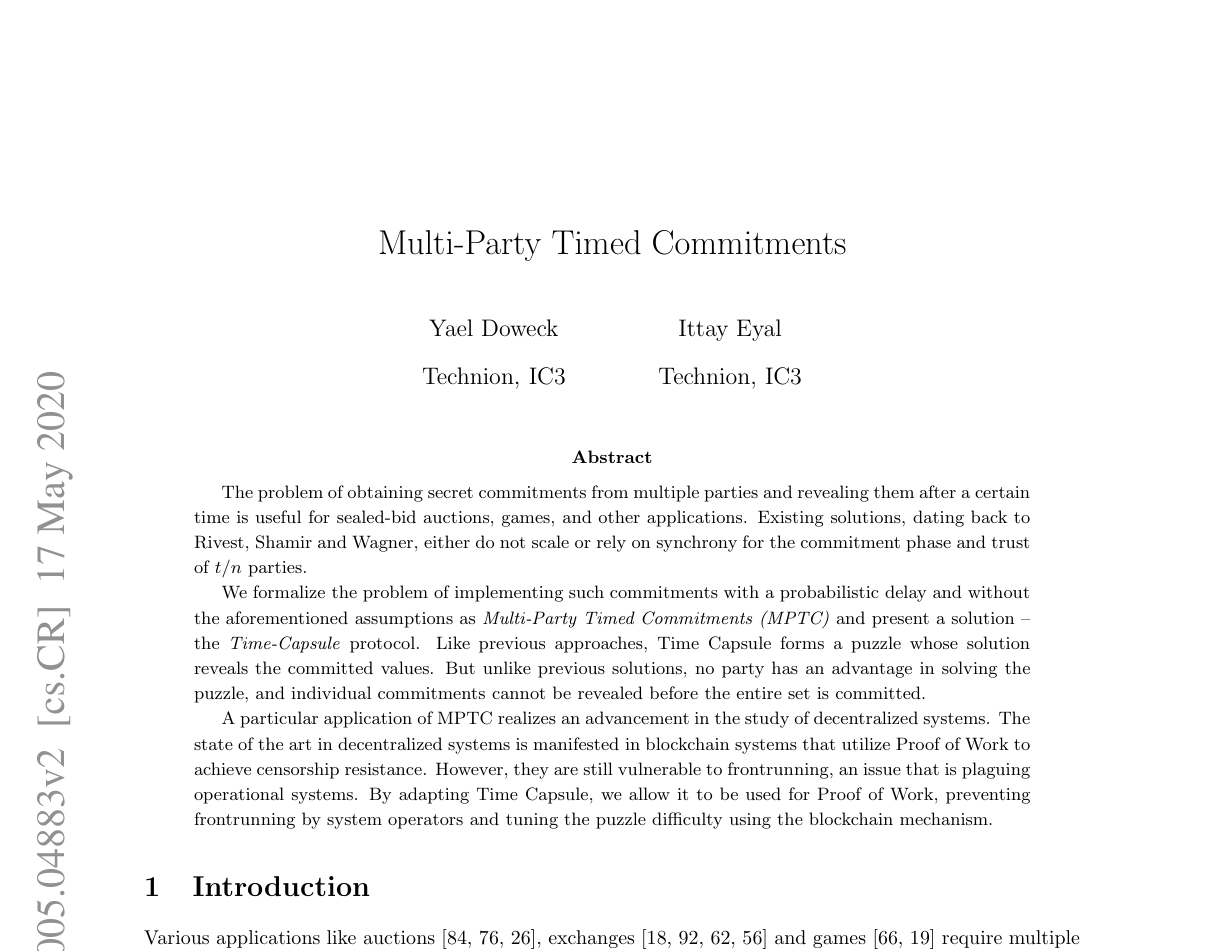 Multi-Party Timed Commitments
Yael Doweck Ittay Eyal
Technion, IC3 Technion, IC3
Abstract
The problem of obtaining secret commitments from multiple parties and revealing them after a certain
time is useful for sealed-bid auctions, games, and other applications. Existing solutions, dating back to
Rivest, Shamir and Wagner, either do not scale or rely on synchrony for the commitment phase and trust
of t/n parties.
We formalize the problem of implementing such commitments with a probabilistic delay and without
the aforementioned assumptions as Multi-Party Timed Commitments (MPTC) and present a solution –
the Time-Capsule protocol. Like previous approaches, Time Capsule forms a puzzle whose solution
reveals the committed values. But unlike previous solutions, no party has an advantage in solving the
puzzle, and individual commitments cannot be revealed before the entire set is committed.
A particular application of MPTC realizes an advancement in the study of decentralized systems. The
state of the art in decentralized systems is manifested in blockchain systems that utilize Proof of Work to
achieve censorship resistance. However, they are still vulnerable to frontrunning, an issue that is plaguing
operational systems. By adapting Time Capsule, we allow it to be used for Proof of Work, preventing
frontrunning by system operators and tuning the puzzle difficulty using the blockchain mechanism.
1 Introduction
Various applications like auctions [84, 76, 26], exchanges [18, 92, 62, 56] and games [66, 19] require multiple
005.04883v2 [cs.CR] 17 May 2020